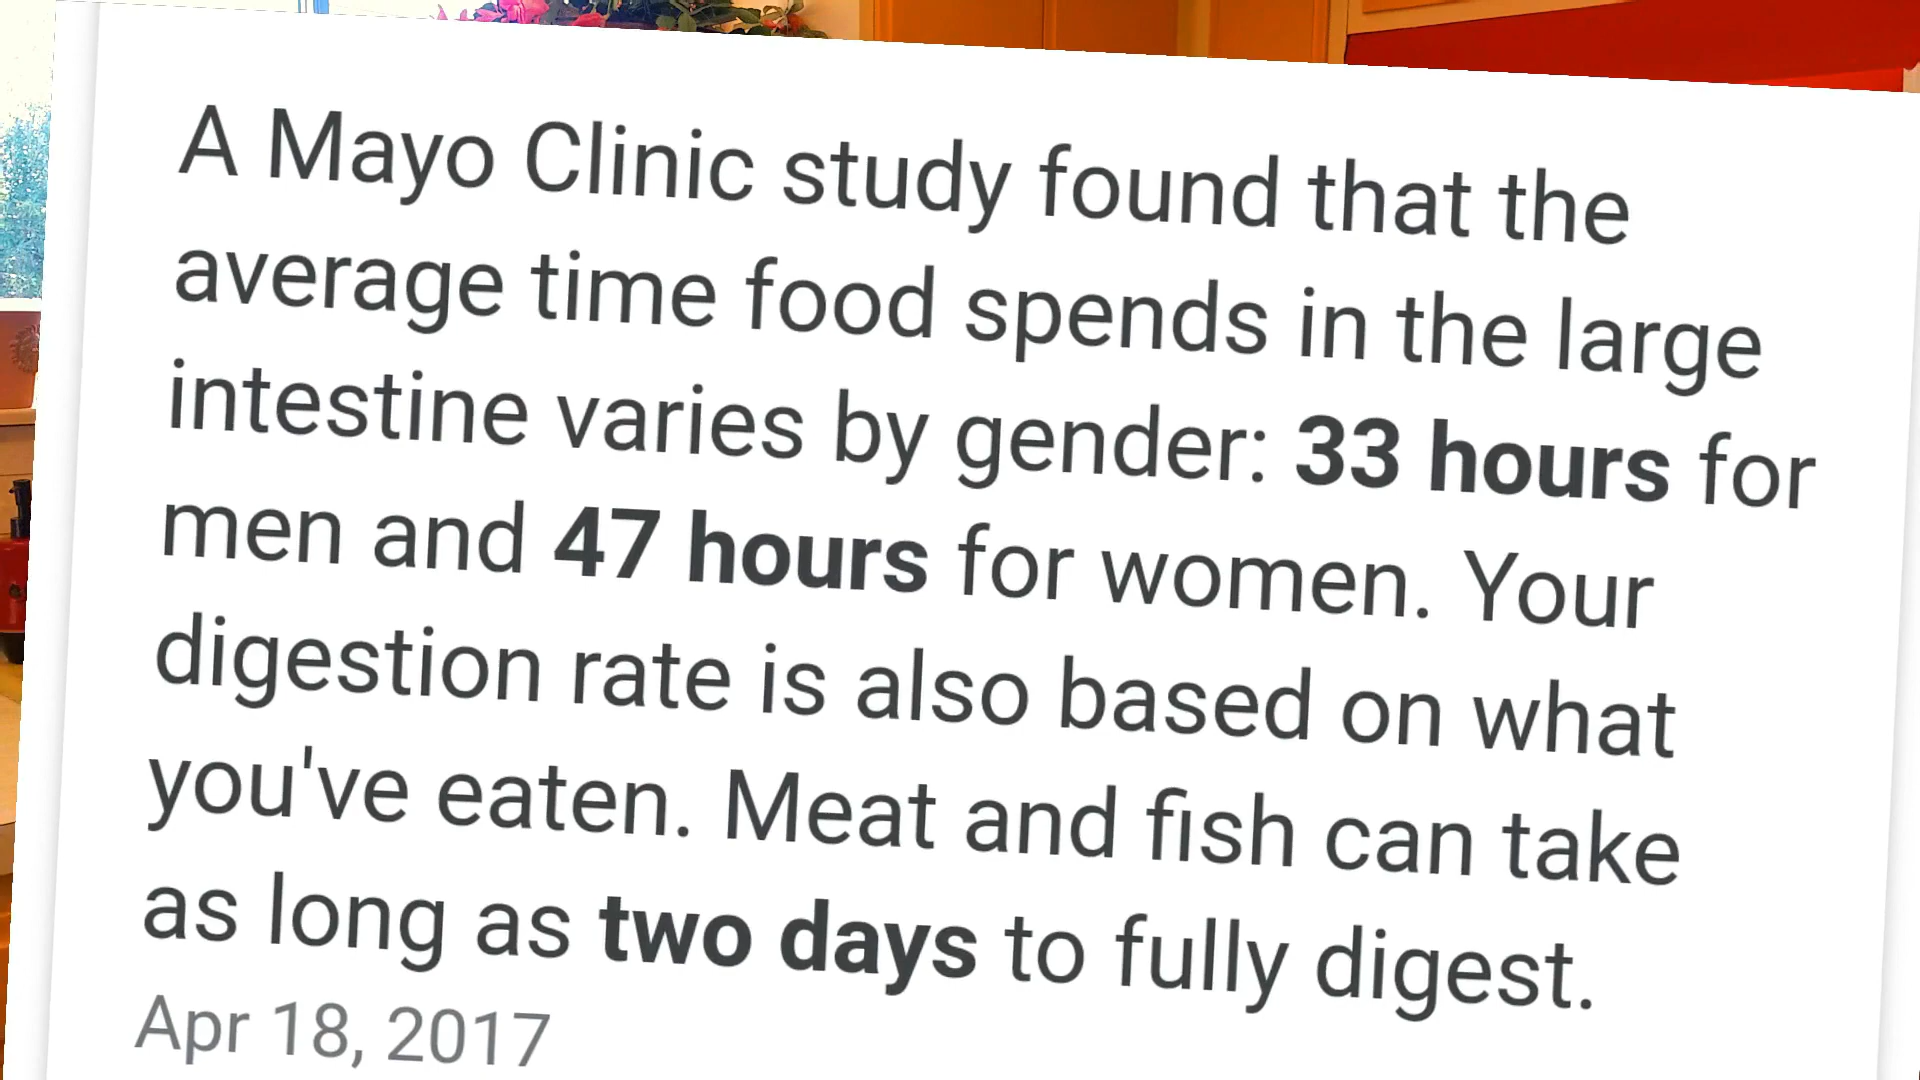 A Mayo Clinic study found that the
average time food spends in the large
intestine varies by gender: 33 hours for
men and 47 hours for women. Your
digestion rate is also based on what
you've eaten. Meat and fish can take
as long as two days to fully digest.
Apr 18, 2017